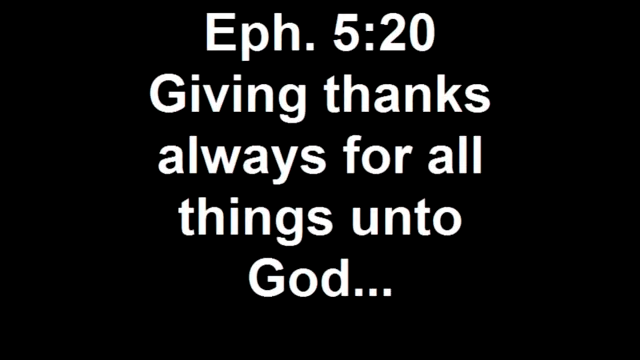 Eph. 5:20
Giving thanks
always for all
things unto
God...